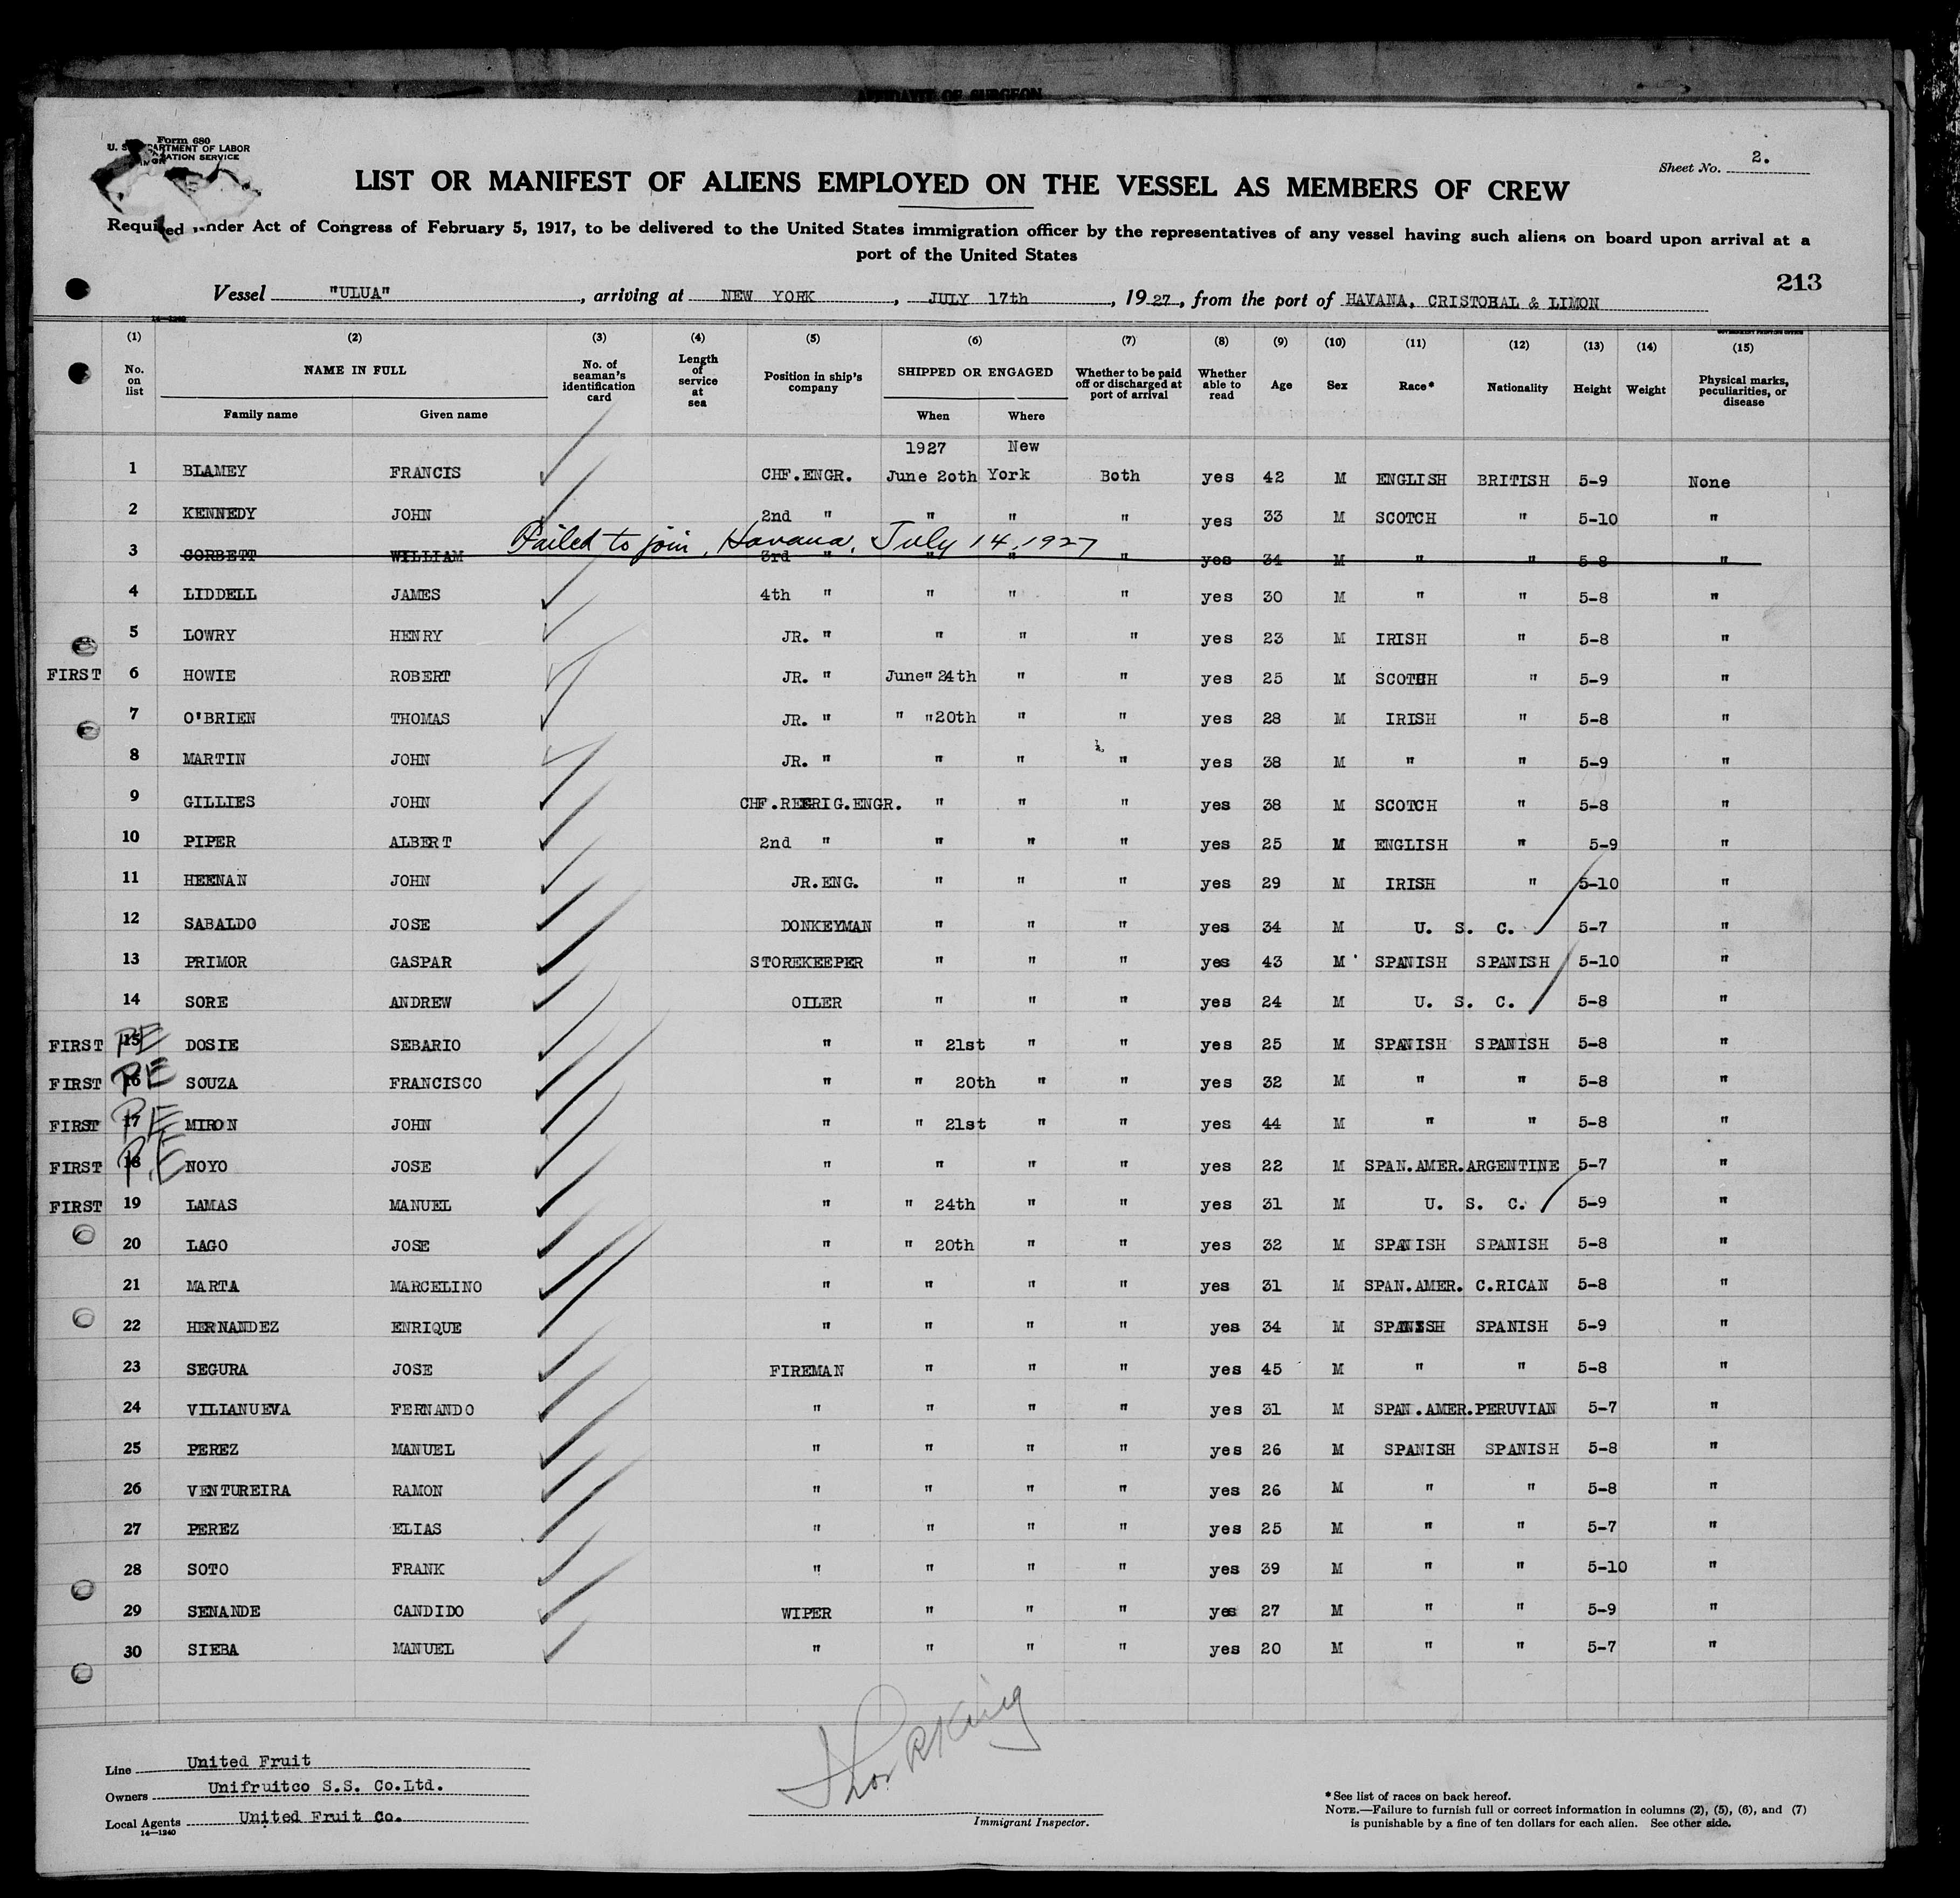 AFFIDAVIT OF SURGEON
Form 680
U. S. DEPARTMENT OF LABOR
IMMIGRATION SERVICE
Sheet No. 2.
LIST OR MANIFEST OF ALIENS EMPLOYED ON THE VESSEL AS MEMBERS OF CREW
Required under Act of Congress of February 5, 1917, to be delivered to the United States immigration officer by the representatives of any vessel having such aliens on board upon arrival at a
port of the United States
213
Vessel "ULUA", arriving at NEW YORK, JULY 17th, 1927, from the port of HAVANA, CRISTOBAL & LIMON
14—1240
GOVERNMENT PRINTING OFFICE
(1) (2) (3) (4) (5) (6) (7) (8) (9) (10) (11) (12) (13) (14) (15)
No. on list NAME IN FULL Family name Given name No. of seaman's identification card Length of service at sea Position in ship's company SHIPPED OR ENGAGED When Where Whether to be paid off or discharged at port of arrival Whether able to read Age Sex Race* Nationality Height Weight Physical marks, peculiarities, or disease
1927 New
1 BLAMEY FRANCIS CHF.ENGR. June 20th York Both yes 42 M ENGLISH BRITISH 5-9 None
2 KENNEDY JOHN 2nd " " " " yes 33 M SCOTCH " 5-10 "
Failed to join, Havana, July 14, 1927
3 CORBETT WILLIAM 3rd " " " " yes 34 M " " 5-8 "
4 LIDDELL JAMES 4th " " " " yes 30 M " " 5-8 "
5 LOWRY HENRY JR. " " " " yes 23 M IRISH " 5-8 "
FIRST 6 HOWIE ROBERT JR. " June" 24th " " yes 25 M SCOTCH " 5-9 "
7 O'BRIEN THOMAS JR. " " "20th " " yes 28 M IRISH " 5-8 "
8 MARTIN JOHN JR. " " " " yes 38 M " " 5-9 "
9 GILLIES JOHN CHF.REFRIG.ENGR. " " " yes 38 M SCOTCH " 5-8 "
10 PIPER ALBERT 2nd " " " " yes 25 M ENGLISH " 5-9 "
11 HEENAN JOHN JR.ENG. " " " yes 29 M IRISH " 5-10 "
12 SABALDO JOSE DONKEYMAN " " " yes 34 M U. S. C. 5-7 "
13 PRIMOR GASPAR STOREKEEPER " " " yes 43 M SPANISH SPANISH 5-10 "
14 SORE ANDREW OILER " " " yes 24 M U. S. C. 5-8 "
FIRST 15 PE DOSIE SEBARIO " " 21st " " yes 25 M SPANISH SPANISH 5-8 "
FIRST 16 PE SOUZA FRANCISCO " " 20th " " yes 32 M " " 5-8 "
FIRST 17 PE MIRON JOHN " " 21st " " yes 44 M " " 5-8 "
FIRST 18 PE NOYO JOSE " " " " yes 22 M SPAN.AMER. ARGENTINE 5-7 "
FIRST 19 LAMAS MANUEL " " 24th " " yes 31 M U. S. C. 5-9 "
20 LAGO JOSE " " 20th " " yes 32 M SPANISH SPANISH 5-8 "
21 MARTA MARCELINO " " " " yes 31 M SPAN.AMER. C.RICAN 5-8 "
22 HERNANDEZ ENRIQUE " " " " yes 34 M SPANISH SPANISH 5-9 "
23 SEGURA JOSE FIREMAN " " " yes 45 M " " 5-8 "
24 VILIANUEVA FERNANDO " " " " yes 31 M SPAN.AMER. PERUVIAN 5-7 "
25 PEREZ MANUEL " " " " yes 26 M SPANISH SPANISH 5-8 "
26 VENTUREIRA RAMON " " " " yes 26 M " " 5-8 "
27 PEREZ ELIAS " " " " yes 25 M " " 5-7 "
28 SOTO FRANK " " " " yes 39 M " " 5-10 "
29 SENANDE CANDIDO WIPER " " " yes 27 M " " 5-9 "
30 SIEBA MANUEL " " " " yes 20 M " " 5-7 "
Line United Fruit
Owners Unifruitco S.S. Co.Ltd.
Local Agents United Fruit Co.
14—1240
Immigrant Inspector.
*See list of races on back hereof.
NOTE.—Failure to furnish full or correct information in columns (2), (5), (6), and (7)
is punishable by a fine of ten dollars for each alien. See other side.